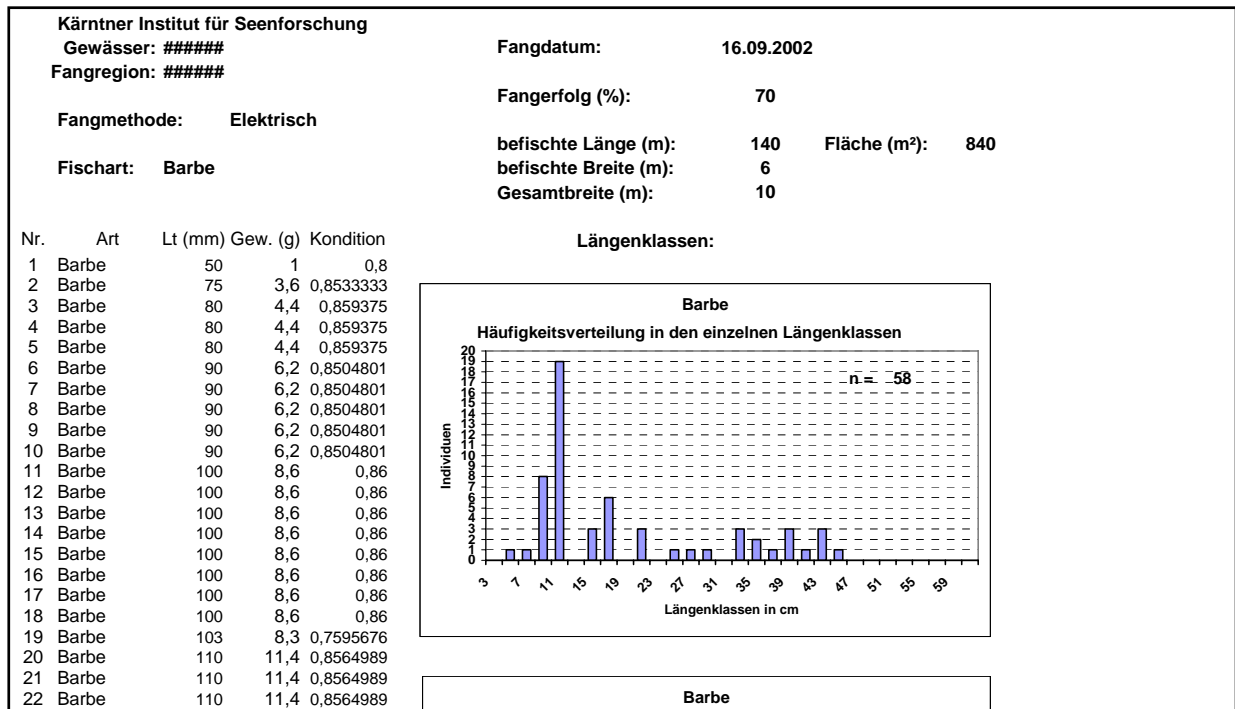 Kärntner Institut für Seenforschung
Gewässer: ######
Fangdatum: 16.09.2002
Fangregion: ######
Fangerfolg (%): 70
Fangmethode: Elektrisch
befischte Länge (m): 140 Fläche (m²): 840
Fischart: Barbe
befischte Breite (m): 6
Gesamtbreite (m): 10
Nr. Art Lt (mm) Gew. (g) Kondition
1 Barbe 50 1 0,8
2 Barbe 75 3,6 0,8533333
3 Barbe 80 4,4 0,859375
4 Barbe 80 4,4 0,859375
5 Barbe 80 4,4 0,859375
6 Barbe 90 6,2 0,8504801
7 Barbe 90 6,2 0,8504801
8 Barbe 90 6,2 0,8504801
9 Barbe 90 6,2 0,8504801
10 Barbe 90 6,2 0,8504801
11 Barbe 100 8,6 0,86
12 Barbe 100 8,6 0,86
13 Barbe 100 8,6 0,86
14 Barbe 100 8,6 0,86
15 Barbe 100 8,6 0,86
16 Barbe 100 8,6 0,86
17 Barbe 100 8,6 0,86
18 Barbe 100 8,6 0,86
19 Barbe 103 8,3 0,7595676
20 Barbe 110 11,4 0,8564989
21 Barbe 110 11,4 0,8564989
22 Barbe 110 11,4 0,8564989
Längenklassen:
Barbe
Häufigkeitsverteilung in den einzelnen Längenklassen
n = 58
20
19
18
17
16
15
14
13
12
11
10
9
8
7
6
5
4
3
2
1
0
Individuen
3 7 11 15 19 23 27 31 35 39 43 47 51 55 59
Längenklassen in cm
Barbe